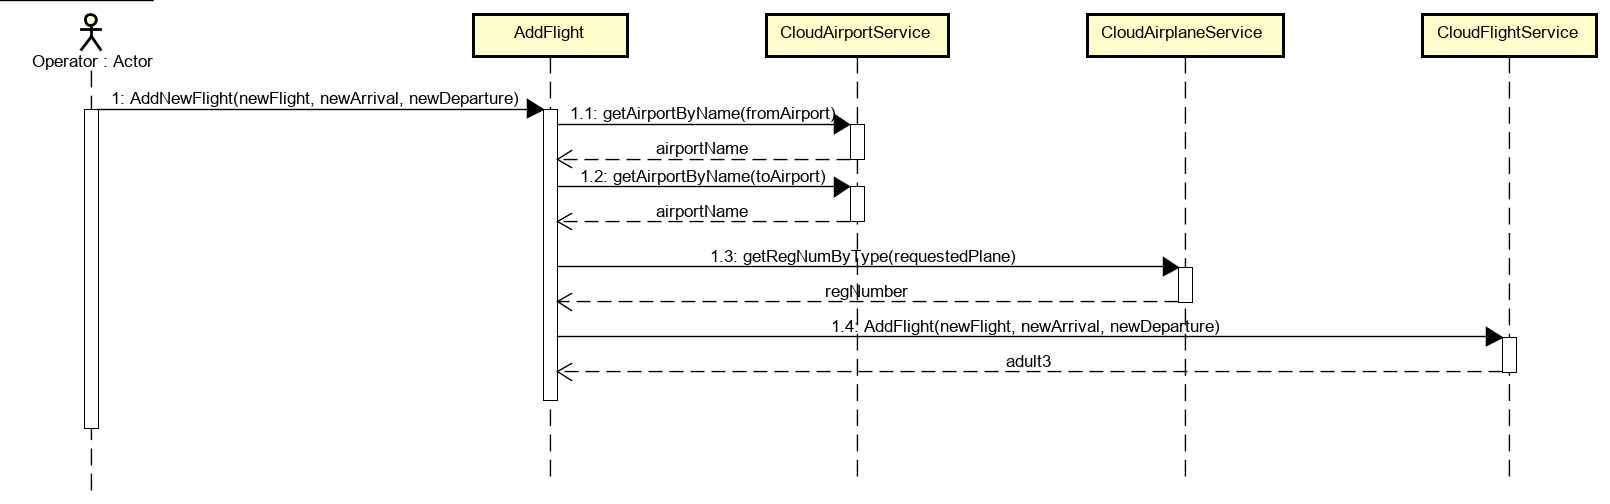 Operator : Actor
AddFlight
CloudAirportService
CloudAirplaneService
CloudFlightService
1: AddNewFlight(newFlight, newArrival, newDeparture)
1.1: getAirportByName(fromAirport)
airportName
1.2: getAirportByName(toAirport)
airportName
1.3: getRegNumByType(requestedPlane)
regNumber
1.4: AddFlight(newFlight, newArrival, newDeparture)
adult3